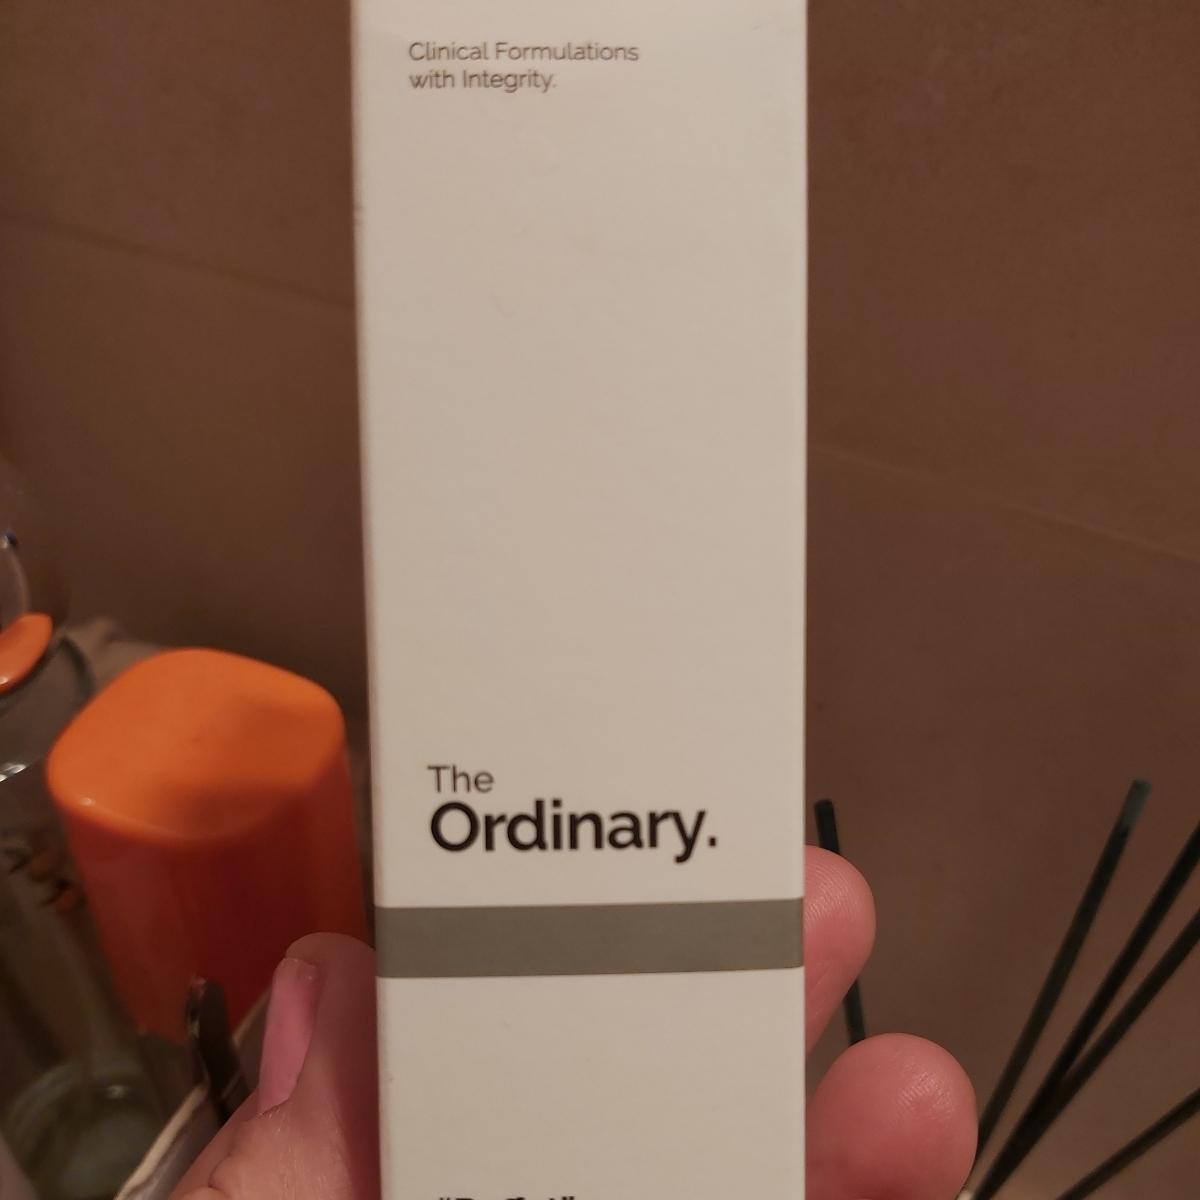 Clinical Formulations
with Integrity.
The
Ordinary.